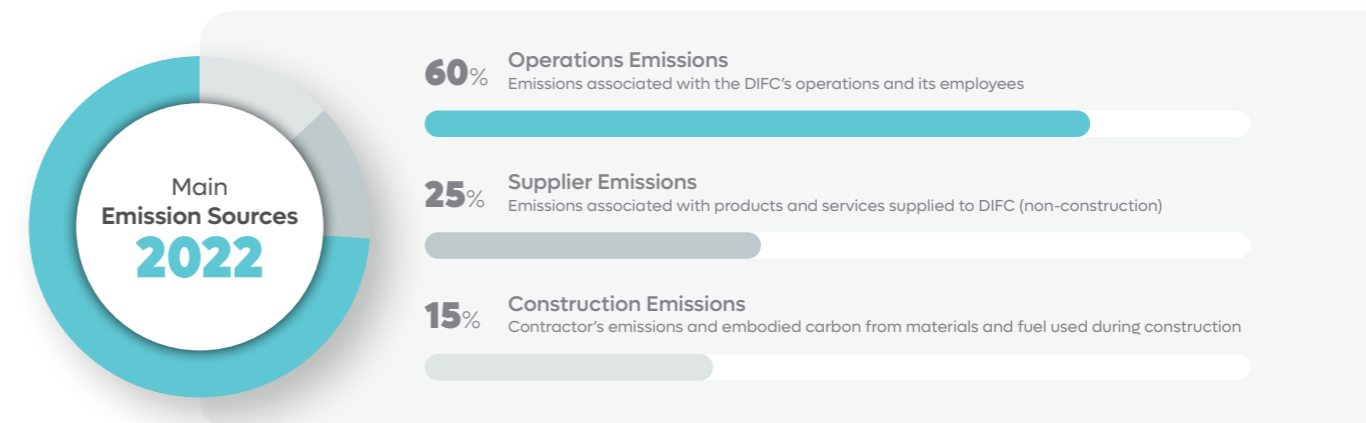 Main
Emission Sources
2022
60% Operations Emissions
Emissions associated with the DIFC's operations and its employees
25% Supplier Emissions
Emissions associated with products and services supplied to DIFC (non-construction)
15% Construction Emissions
Contractor's emissions and embodied carbon from materials and fuel used during construction